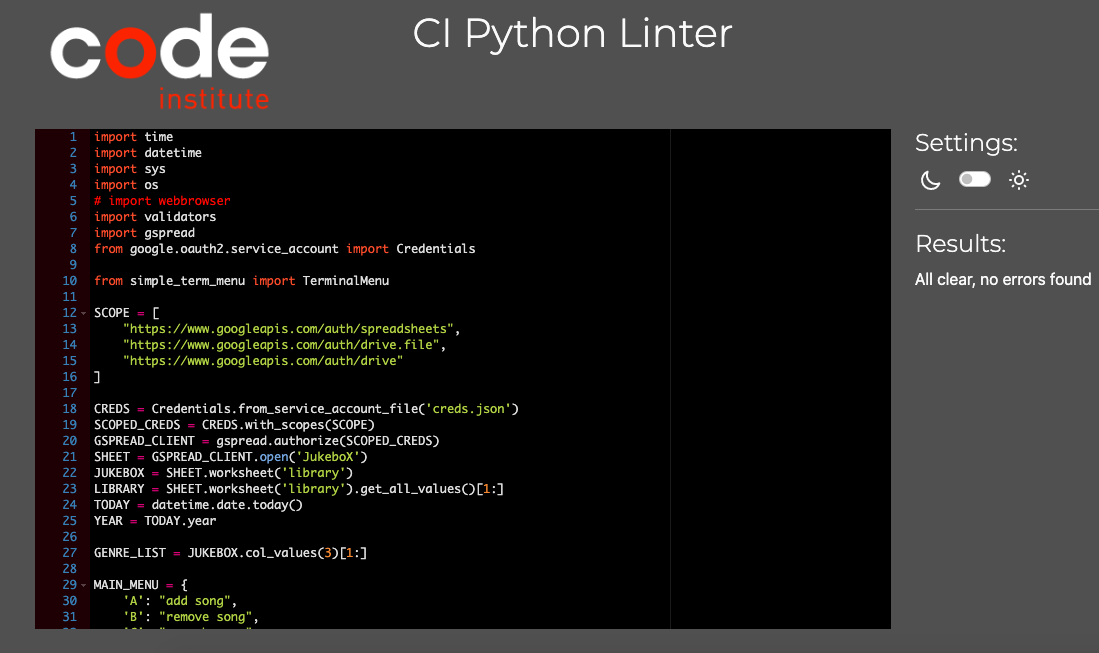 code
institute
CI Python Linter
1 import time
2 import datetime
3 import sys
4 import os
5 # import webbrowser
6 import validators
7 import gspread
8 from google.oauth2.service_account import Credentials
9
10 from simple_term_menu import TerminalMenu
11
12 SCOPE = [
13     "https://www.googleapis.com/auth/spreadsheets",
14     "https://www.googleapis.com/auth/drive.file",
15     "https://www.googleapis.com/auth/drive"
16 ]
17
18 CREDS = Credentials.from_service_account_file('creds.json')
19 SCOPED_CREDS = CREDS.with_scopes(SCOPE)
20 GSPREAD_CLIENT = gspread.authorize(SCOPED_CREDS)
21 SHEET = GSPREAD_CLIENT.open('JukeboX')
22 JUKEBOX = SHEET.worksheet('library')
23 LIBRARY = SHEET.worksheet('library').get_all_values()[1:]
24 TODAY = datetime.date.today()
25 YEAR = TODAY.year
26
27 GENRE_LIST = JUKEBOX.col_values(3)[1:]
28
29 MAIN_MENU = {
30     'A': "add song",
31     'B': "remove song",
Settings:
Results:
All clear, no errors found